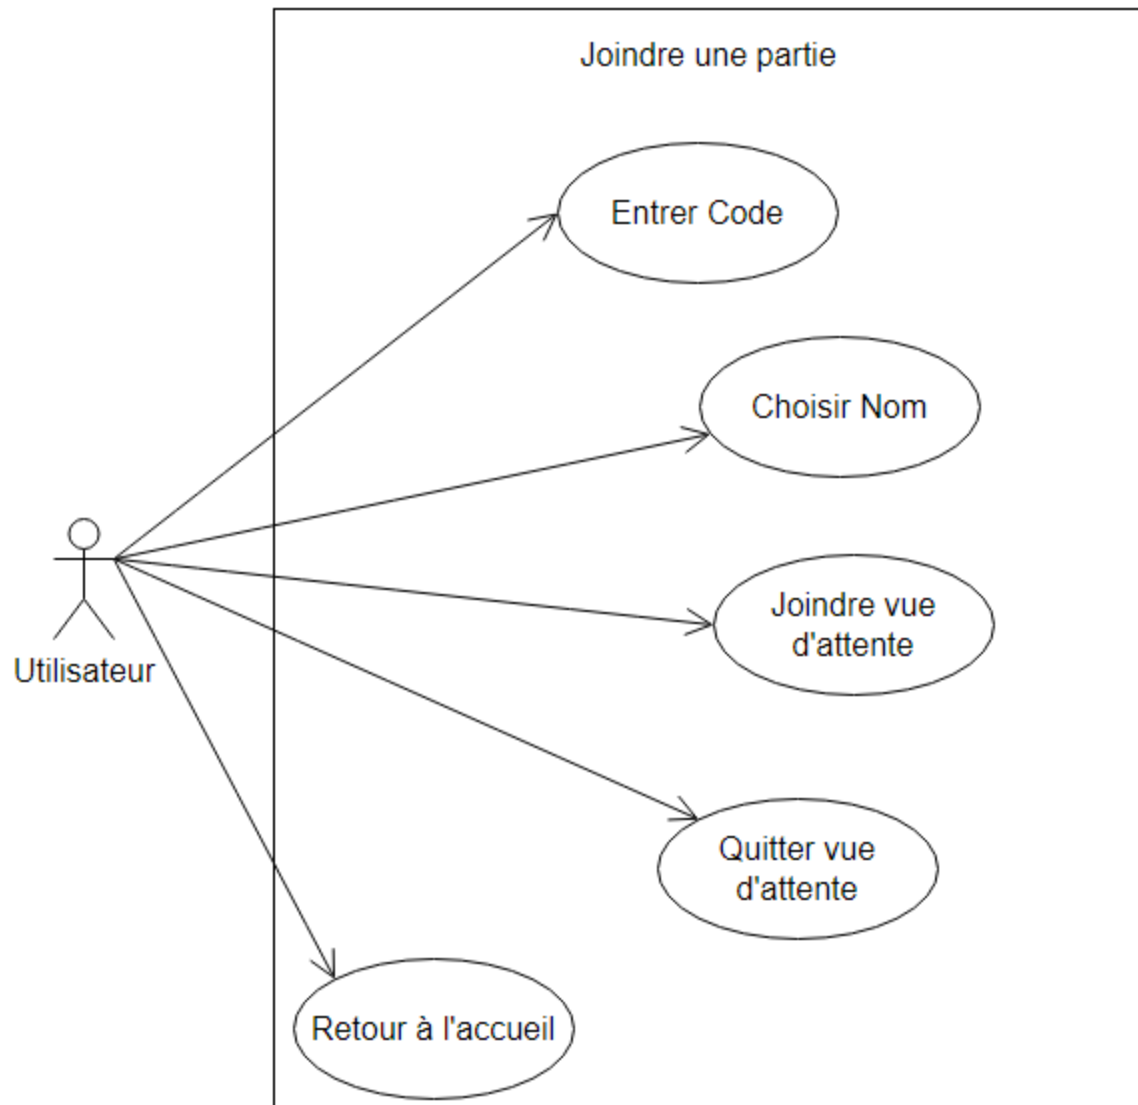 Joindre une partie
Entrer Code
Choisir Nom
Joindre vue
d'attente
Utilisateur
Quitter vue
d'attente
Retour à l'accueil